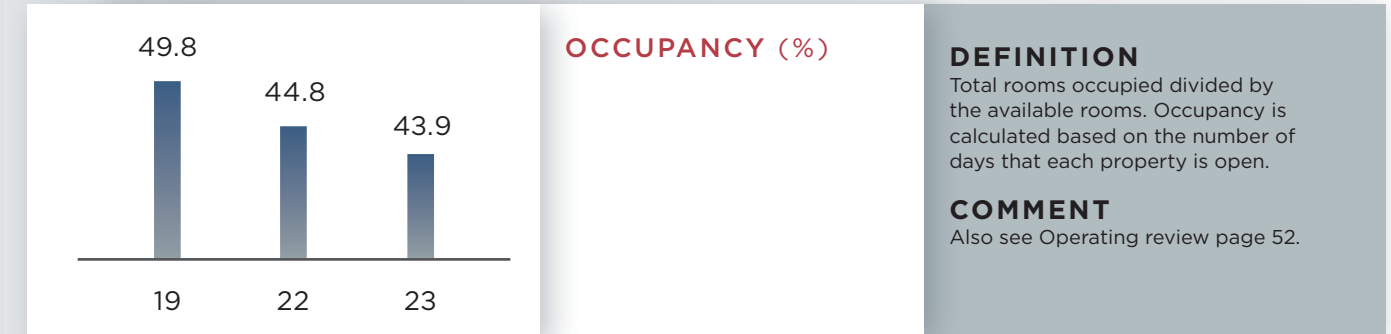 49.8
44.8
43.9
19
22
23
OCCUPANCY (%)
DEFINITION
Total rooms occupied divided by
the available rooms. Occupancy is
calculated based on the number of
days that each property is open.
COMMENT
Also see Operating review page 52.